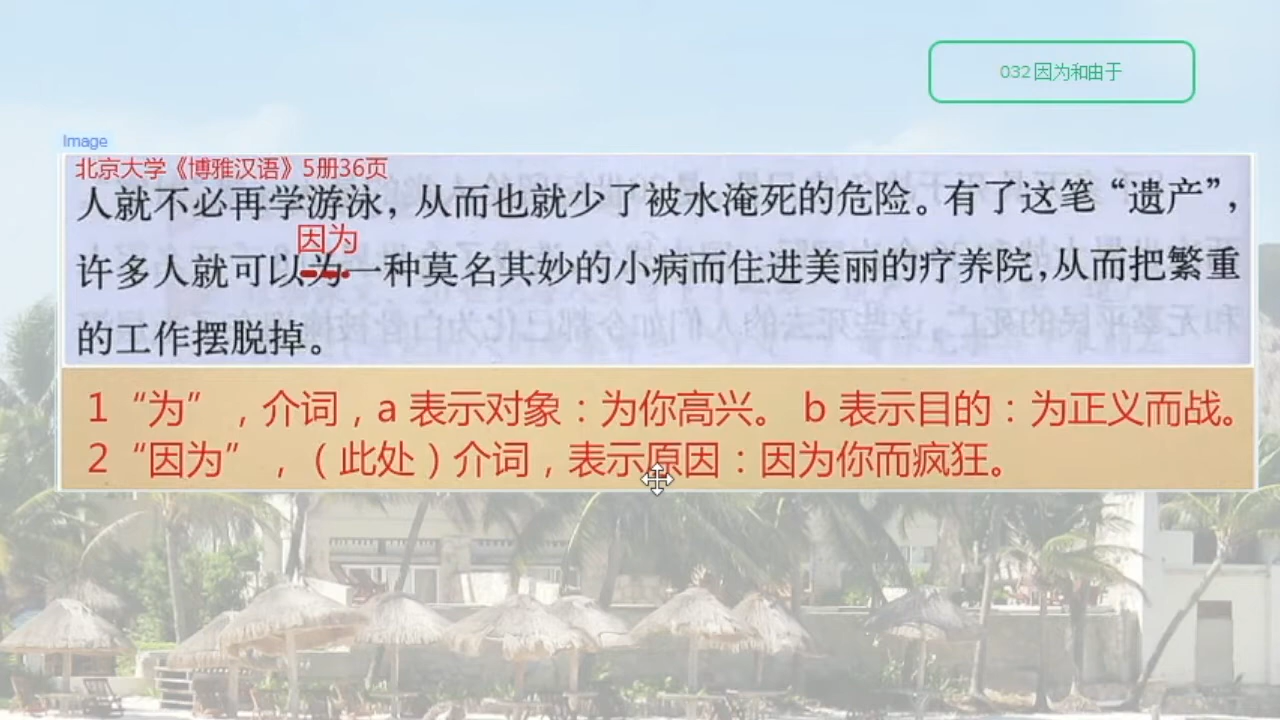 032因为和由于
Image
北京大学《博雅汉语》5册36页
人就不必再学游泳，从而也就少了被水淹死的危险。有了这笔“遗产”，
因为
许多人就可以为一种莫名其妙的小病而住进美丽的疗养院，从而把繁重
的工作摆脱掉。
1“为”，介词，a 表示对象：为你高兴。 b 表示目的：为正义而战。
2“因为”，（此处）介词，表示原因：因为你而疯狂。